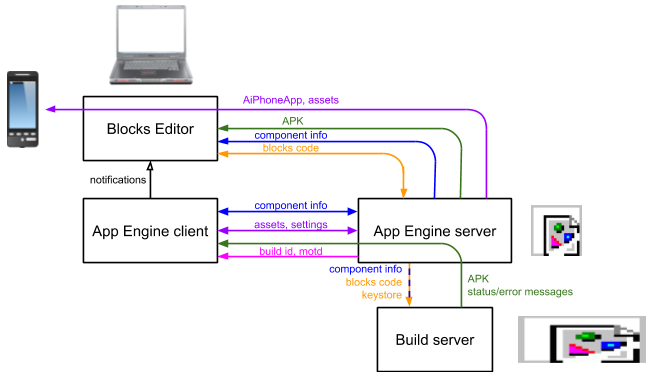 AiPhoneApp, assets
Blocks Editor
APK
component info
blocks code
notifications
App Engine client
component info
assets, settings
build id, motd
App Engine server
component info
blocks code
keystore
APK
status/error messages
Build server